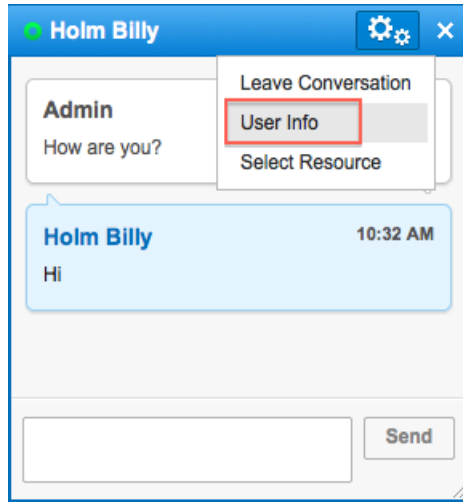 Holm Billy
Leave Conversation
User Info
Select Resource
Admin
How are you?
Holm Billy 10:32 AM
Hi
Send